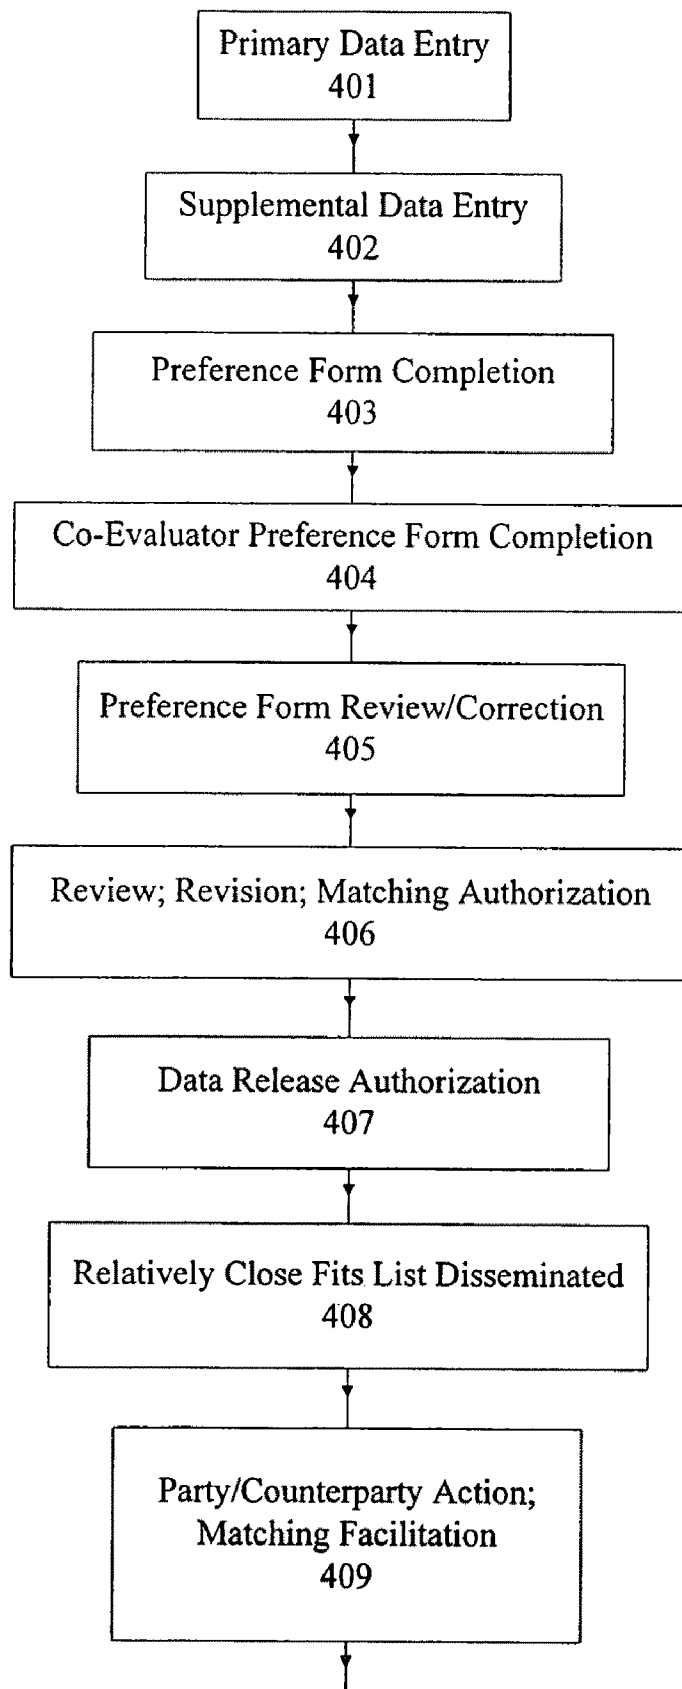 Primary Data Entry
401
Supplemental Data Entry
402
Preference Form Completion
403
Co-Evaluator Preference Form Completion
404
Preference Form Review/Correction
405
Review; Revision; Matching Authorization
406
Data Release Authorization
407
Relatively Close Fits List Disseminated
408
Party/Counterparty Action;
Matching Facilitation
409